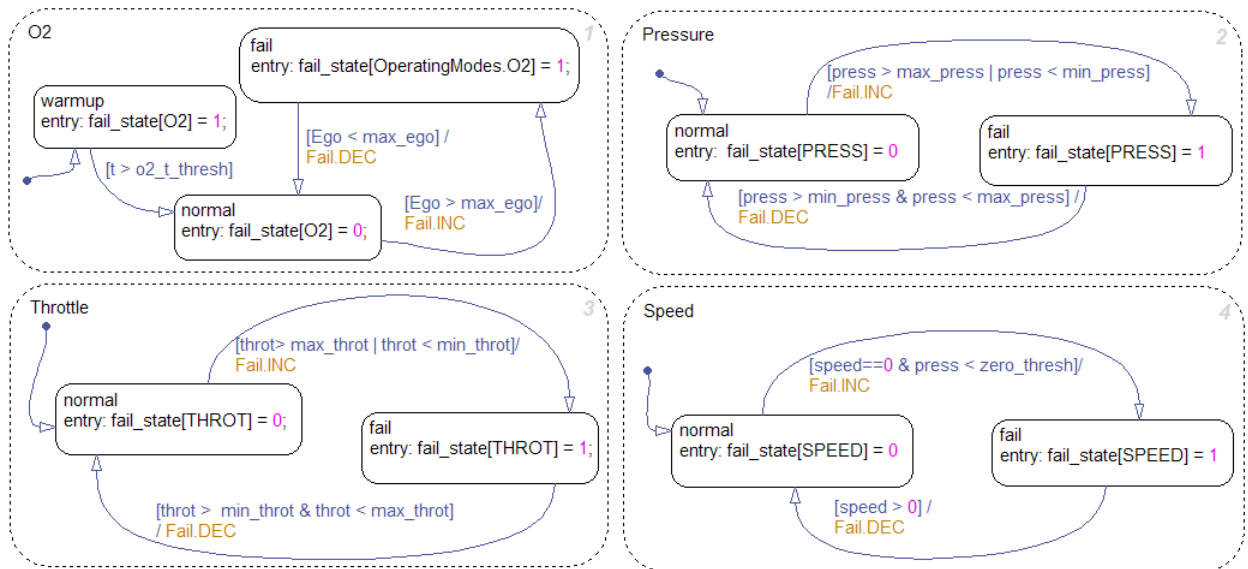 O2
1
fail
entry: fail_state[OperatingModes.O2] = 1;
warmup
entry: fail_state[O2] = 1;
[Ego < max_ego] /
Fail.DEC
[t > o2_t_thresh]
normal
entry: fail_state[O2] = 0;
[Ego > max_ego]/
Fail.INC
Pressure
2
[press > max_press | press < min_press]
/Fail.INC
normal
entry:  fail_state[PRESS] = 0
fail
entry: fail_state[PRESS] = 1
[press > min_press & press < max_press] /
Fail.DEC
Throttle
3
[throt> max_throt | throt < min_throt]/
Fail.INC
normal
entry: fail_state[THROT] = 0;
fail
entry: fail_state[THROT] = 1;
[throt >  min_throt & throt < max_throt]
/ Fail.DEC
Speed
4
[speed==0 & press < zero_thresh]/
Fail.INC
normal
entry: fail_state[SPEED] = 0
fail
entry: fail_state[SPEED] = 1
[speed > 0] /
Fail.DEC